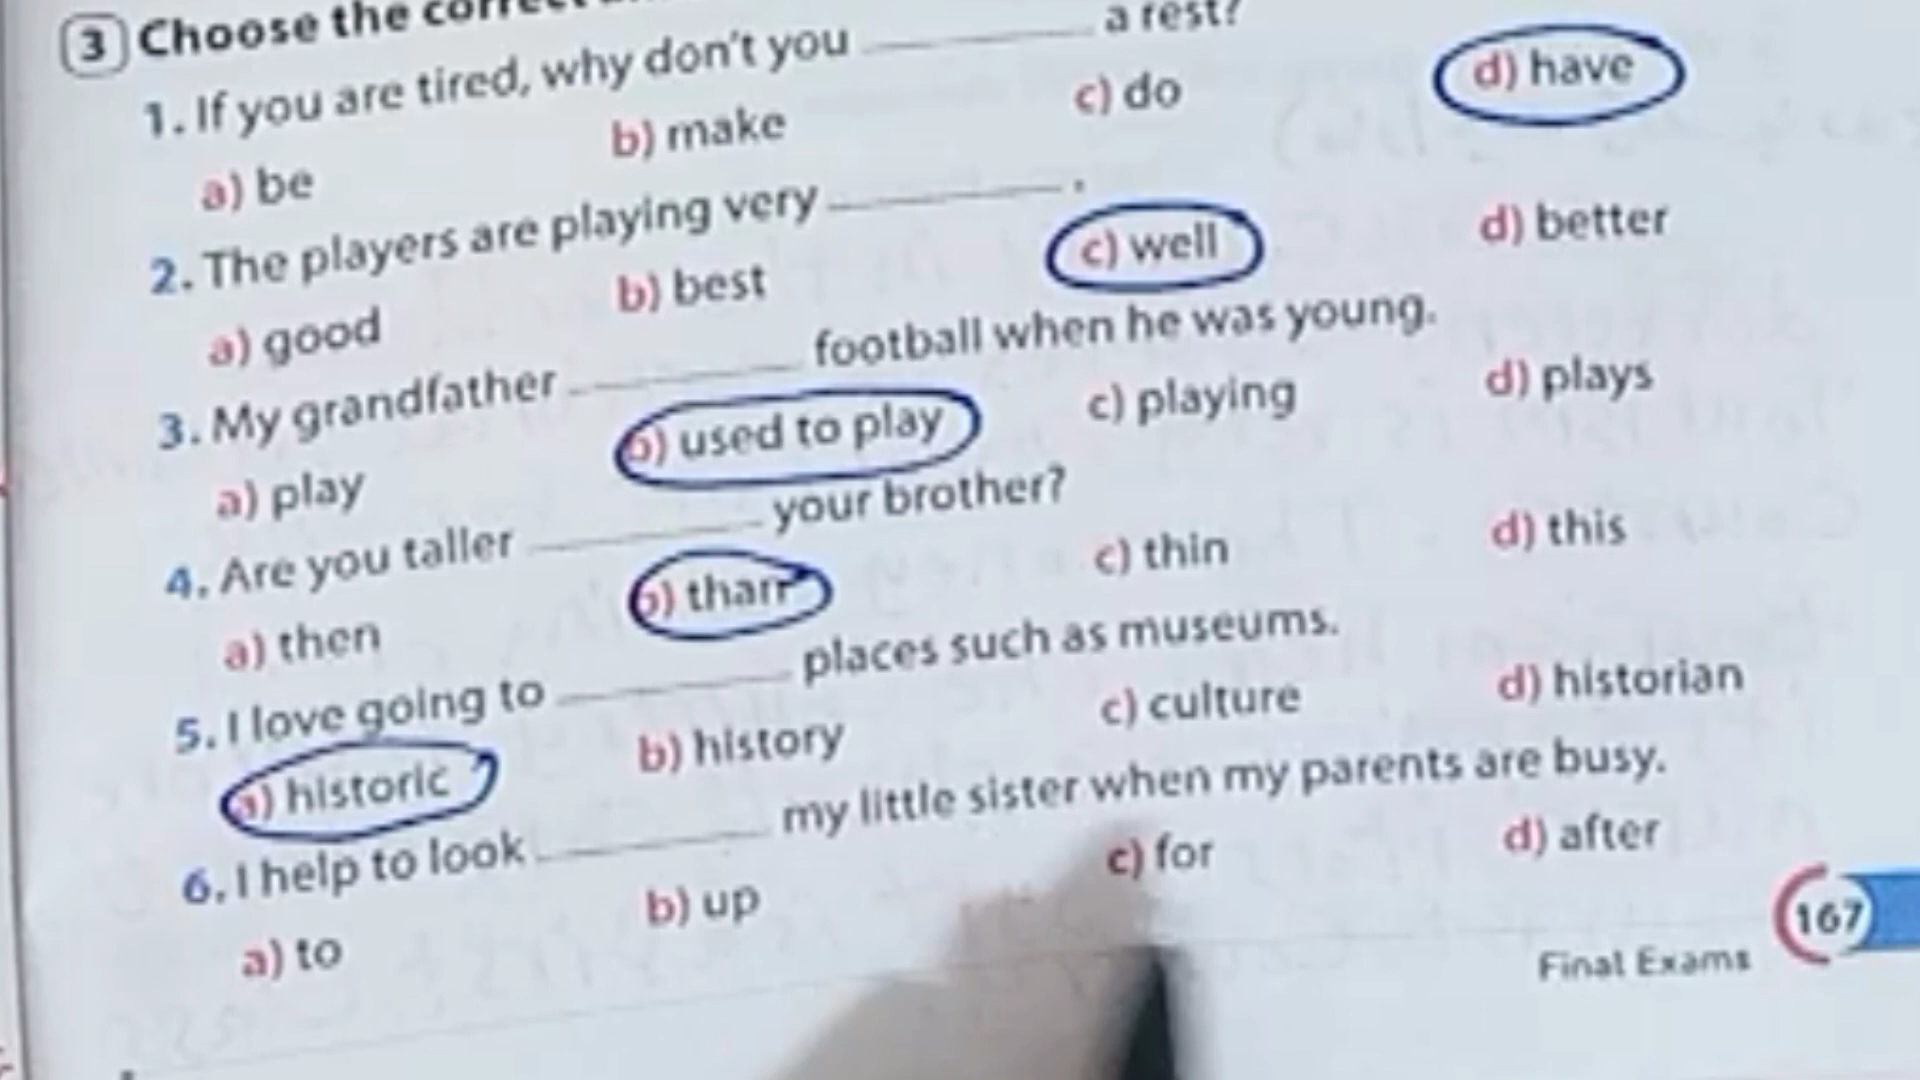 3 Choose the correct
1. If you are tired, why don't you ________ a rest?
a) be b) make c) do d) have
2. The players are playing very ________.
a) good b) best c) well d) better
3. My grandfather ________ football when he was young.
a) play b) used to play c) playing d) plays
4. Are you taller ________ your brother?
a) then b) than c) thin d) this
5. I love going to ________ places such as museums.
a) historic b) history c) culture d) historian
6. I help to look ________ my little sister when my parents are busy.
a) to b) up c) for d) after
Final Exams 167